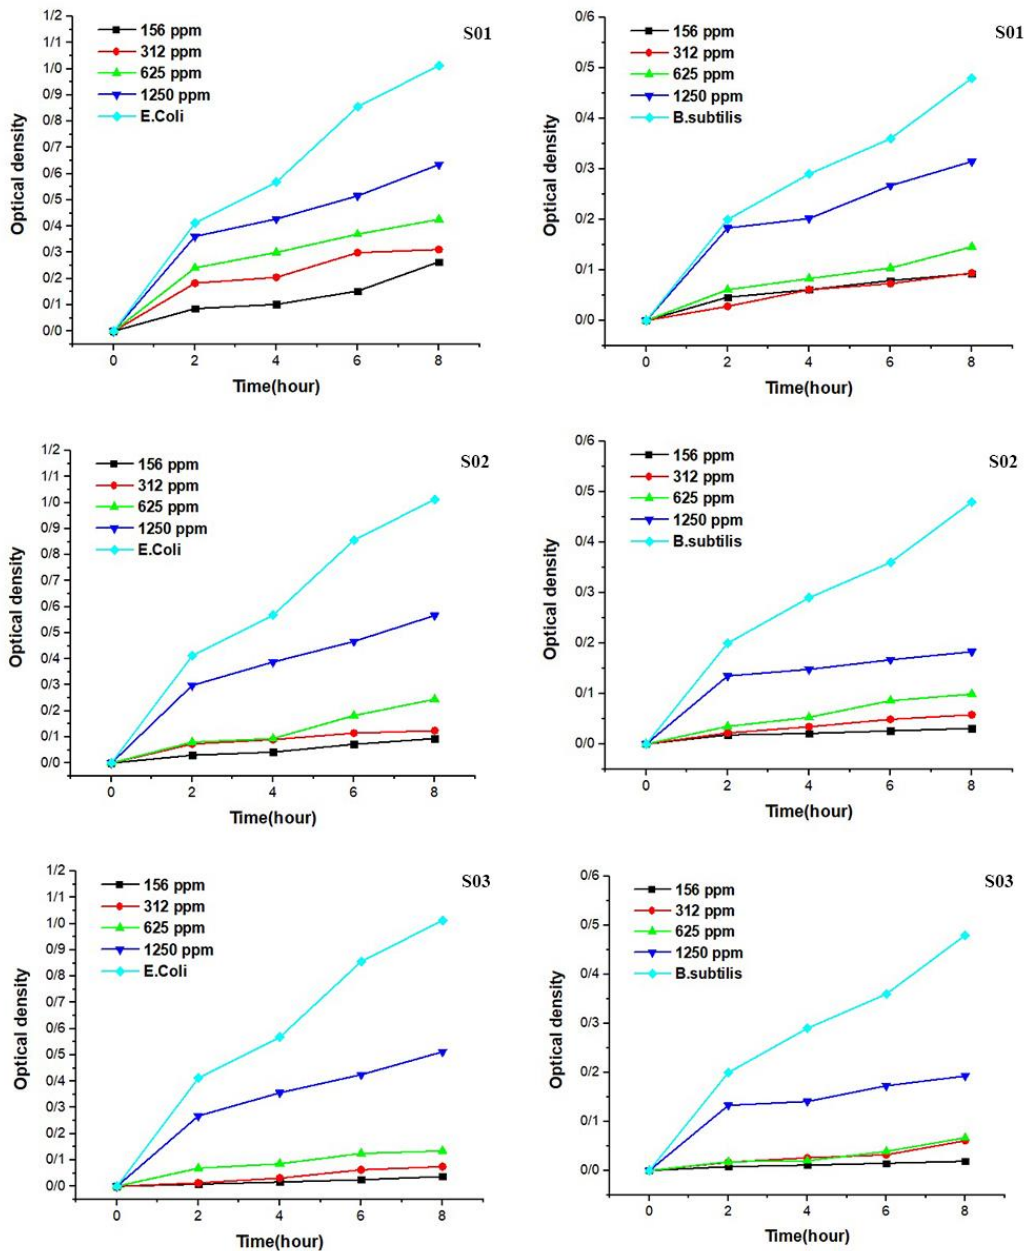 S01
156 ppm
312 ppm
625 ppm
1250 ppm
E.Coli
Optical density
1/2
1/1
1/0
0/9
0/8
0/7
0/6
0/5
0/4
0/3
0/2
0/1
0/0
0 2 4 6 8
Time(hour)
S01
156 ppm
312 ppm
625 ppm
1250 ppm
B.subtilis
Optical density
0/6
0/5
0/4
0/3
0/2
0/1
0/0
0 2 4 6 8
Time(hour)
S02
156 ppm
312 ppm
625 ppm
1250 ppm
E.Coli
Optical density
1/2
1/1
1/0
0/9
0/8
0/7
0/6
0/5
0/4
0/3
0/2
0/1
0/0
0 2 4 6 8
Time(hour)
S02
156 ppm
312 ppm
625 ppm
1250 ppm
B.subtilis
Optical density
0/6
0/5
0/4
0/3
0/2
0/1
0/0
0 2 4 6 8
Time(hour)
S03
156 ppm
312 ppm
625 ppm
1250 ppm
E.Coli
Optical density
1/2
1/1
1/0
0/9
0/8
0/7
0/6
0/5
0/4
0/3
0/2
0/1
0/0
0 2 4 6 8
Time(hour)
S03
156 ppm
312 ppm
625 ppm
1250 ppm
B.subtilis
Optical density
0/6
0/5
0/4
0/3
0/2
0/1
0/0
0 2 4 6 8
Time(hour)